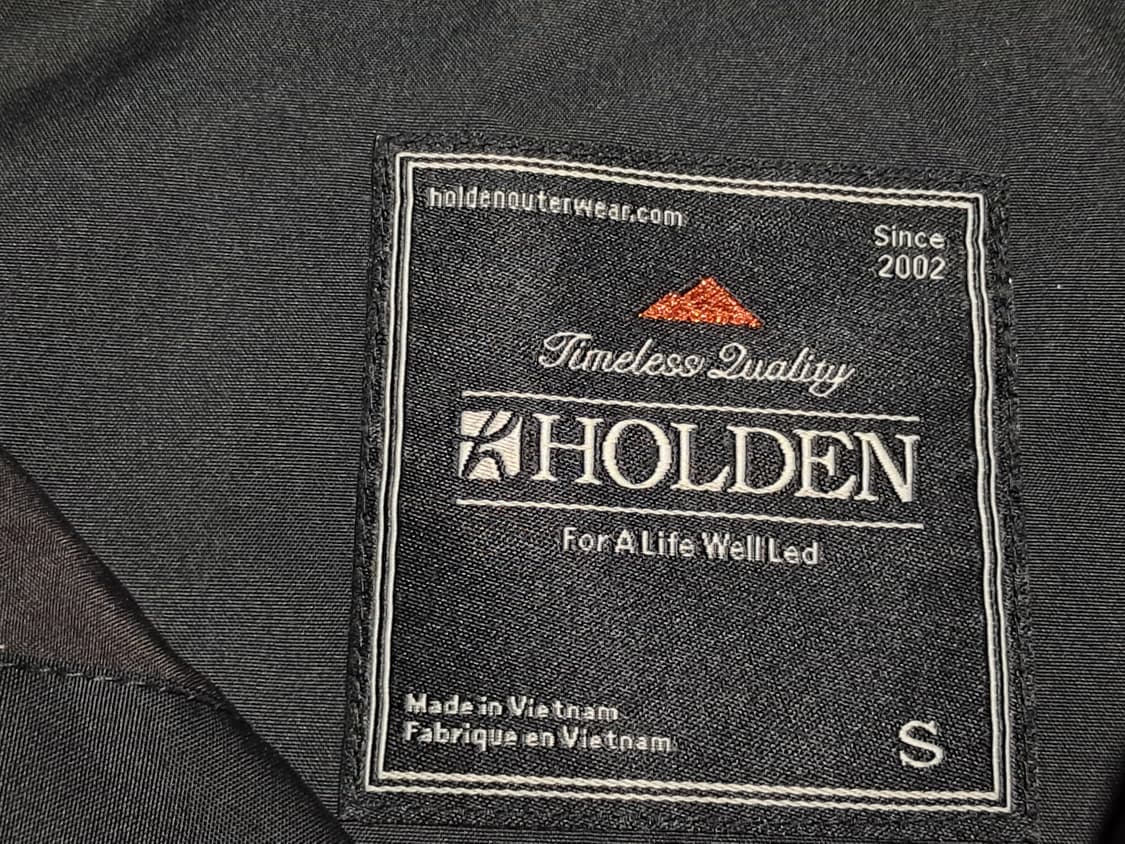 holdenouterwear.com
Since
2002
Timeless Quality
HOLDEN
For A Life Well Led
Made in Vietnam
Fabrique en Vietnam
S